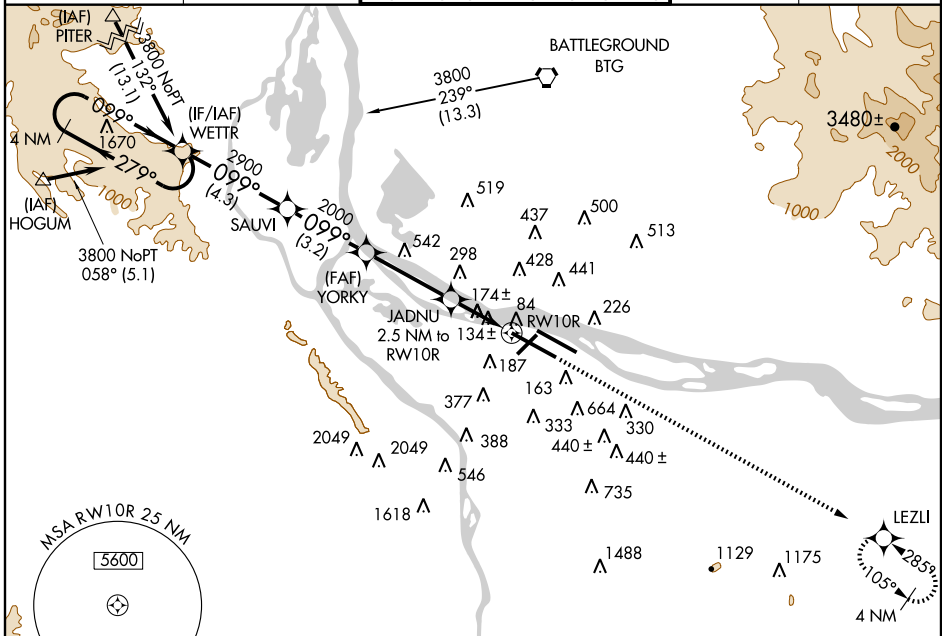 (IAF)
PITER
3800 NoPT
132°
(13.1)
BATTLEGROUND
BTG
3800
239°
(13.3)
099°
(IF/IAF)
WETTR
4 NM
1670
279°
2900
099°
(4.3)
3480±
2000
1000
(IAF)
HOGUM
1000
3800 NoPT
058° (5.1)
SAUVI
2000
099°
(3.2)
519
437
500
513
542
298
428
441
(FAF)
YORKY
174±
84
226
JADNU
2.5 NM to
RW10R
134±
RW10R
187
163
377
333
664
330
440±
440±
388
2049
2049
546
735
1618
1488
1129
1175
LEZLI
285°
105°
4 NM
MSA RW10R 25 NM
5600